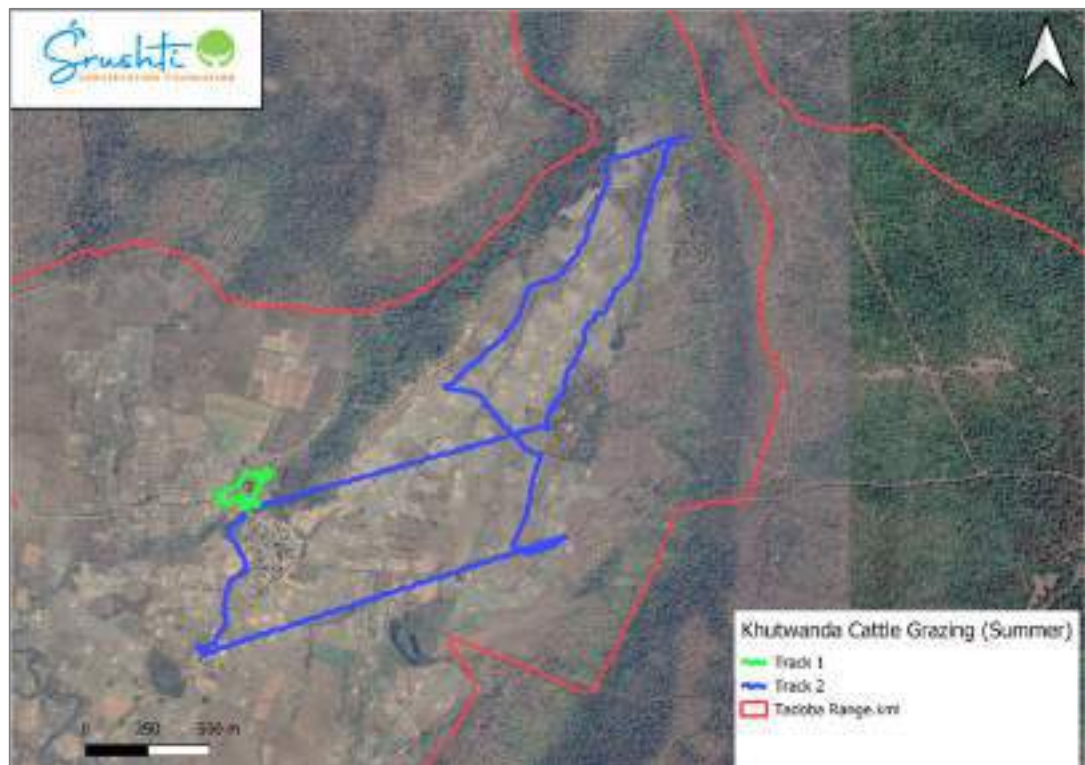 Srushti
CONSERVATION FOUNDATION
Khutwanda Cattle Grazing (Summer)
Track 1
Track 2
Tadoba Range.kml
0 250 500 m